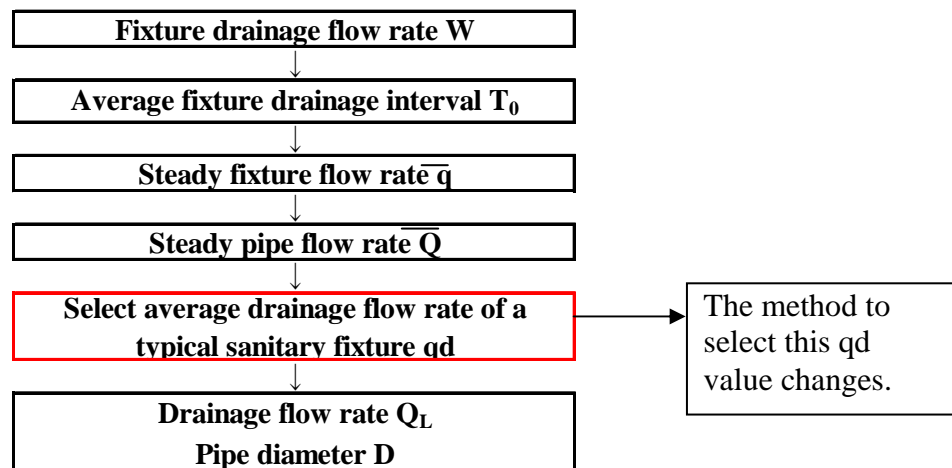 Fixture drainage flow rate W
↓
Average fixture drainage interval T₀
↓
Steady fixture flow rate q̅
↓
Steady pipe flow rate Q̅
↓
Select average drainage flow rate of a
typical sanitary fixture qd
The method to
select this qd
value changes.
↓
Drainage flow rate Q_L
Pipe diameter D